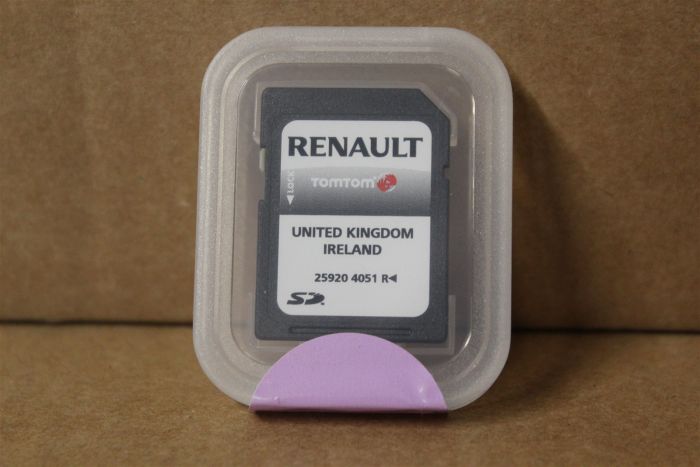 RENAULT
TOMTOM
◄LOCK
UNITED KINGDOM
IRELAND
25920 4051 R◄
SD